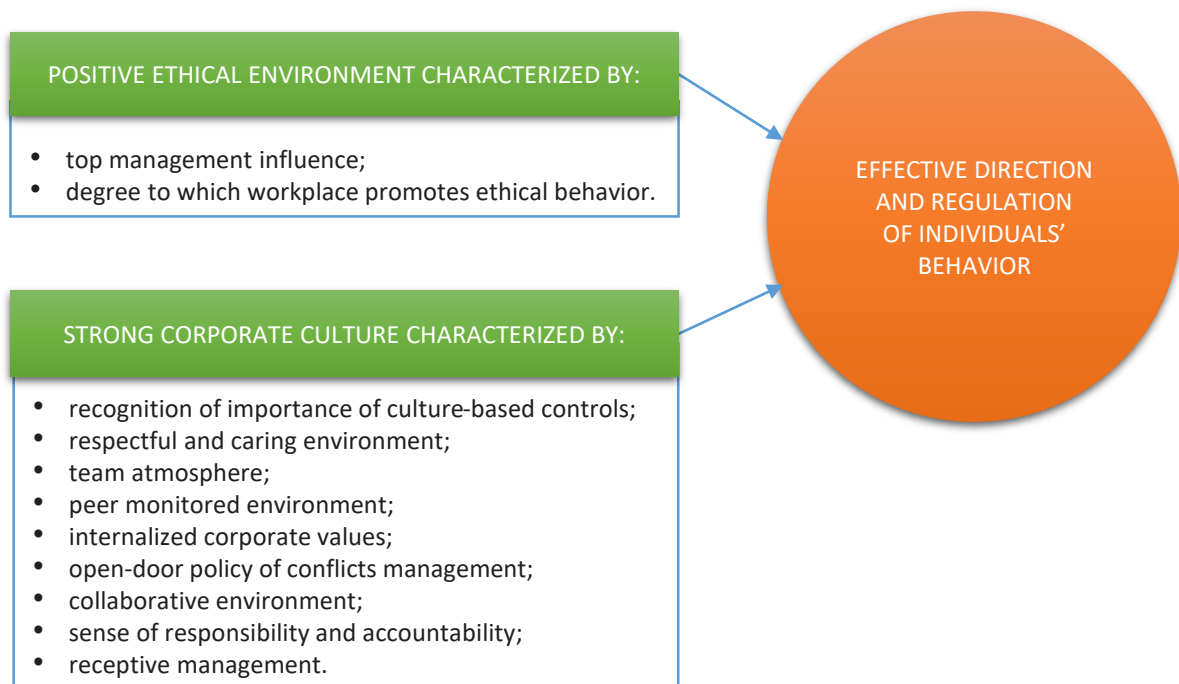 POSITIVE ETHICAL ENVIRONMENT CHARACTERIZED BY:
• top management influence;
• degree to which workplace promotes ethical behavior.
EFFECTIVE DIRECTION
AND REGULATION
OF INDIVIDUALS’
BEHAVIOR
STRONG CORPORATE CULTURE CHARACTERIZED BY:
• recognition of importance of culture-based controls;
• respectful and caring environment;
• team atmosphere;
• peer monitored environment;
• internalized corporate values;
• open-door policy of conflicts management;
• collaborative environment;
• sense of responsibility and accountability;
• receptive management.